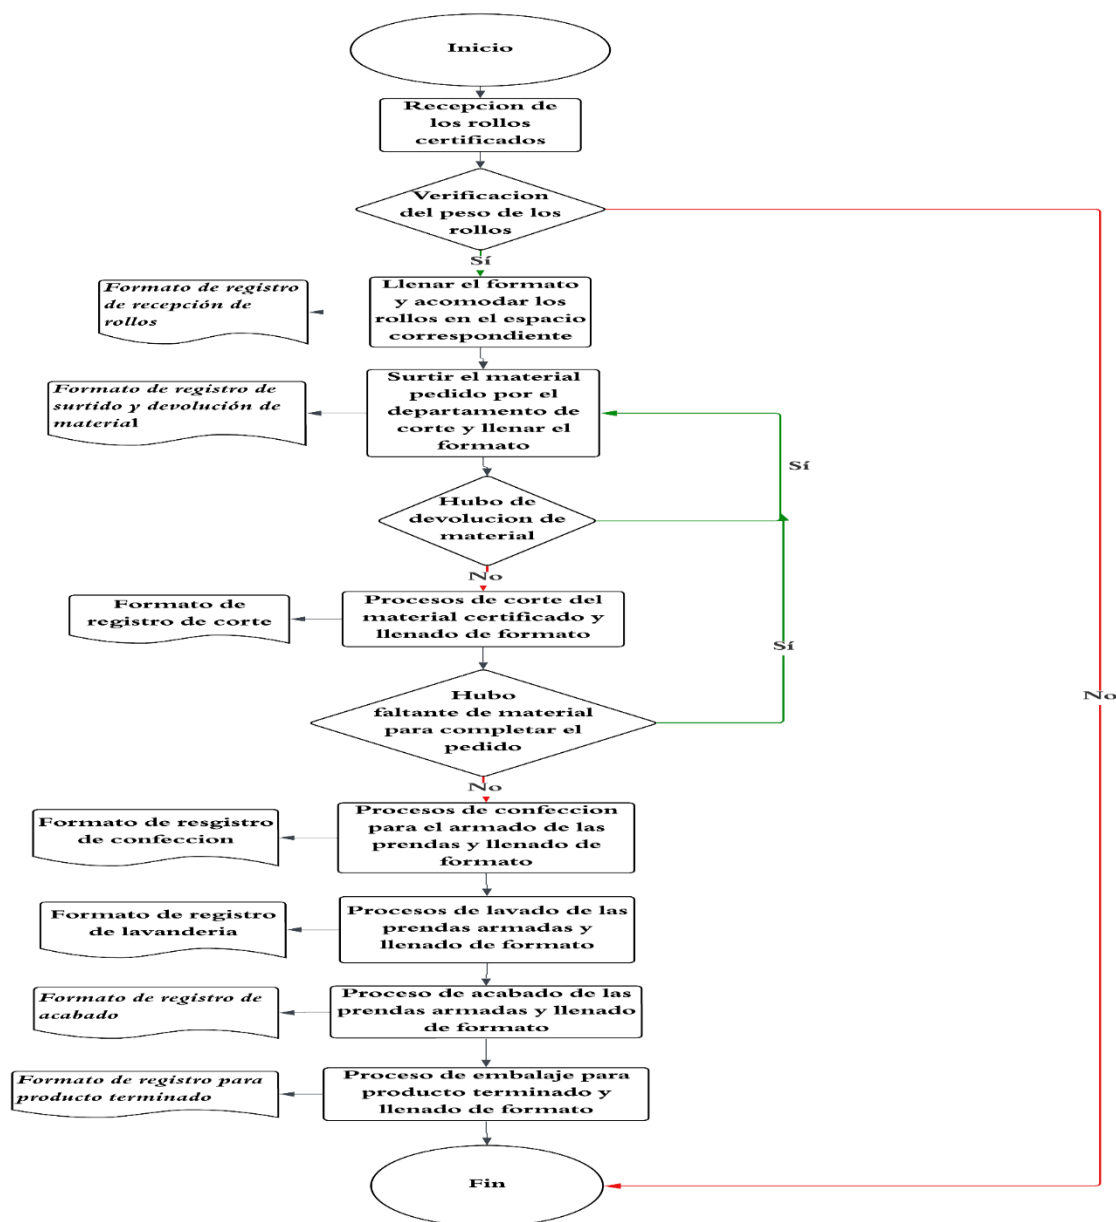 Inicio
Recepcion de
los rollos
certificados
Verificacion
del peso de los
rollos
Sí
Formato de registro
de recepción de
rollos
Llenar el formato
y acomodar los
rollos en el espacio
correspondiente
Formato de registro de
surtido y devolución de
material
Surtir el material
pedido por el
departamento de
corte y llenar el
formato
Sí
Hubo de
devolucion de
material
No
Formato de
registro de corte
Procesos de corte del
material certificado y
llenado de formato
Sí
Hubo
faltante de material
para completar el
pedido
No
No
Formato de resgistro
de confeccion
Procesos de confeccion
para el armado de las
prendas y llenado de
formato
Formato de registro
de lavanderia
Procesos de lavado de las
prendas armadas y
llenado de formato
Formato de registro de
acabado
Proceso de acabado de las
prendas armadas y llenado
de formato
Formato de registro para
producto terminado
Proceso de embalaje para
producto terminado y
llenado de formato
Fin